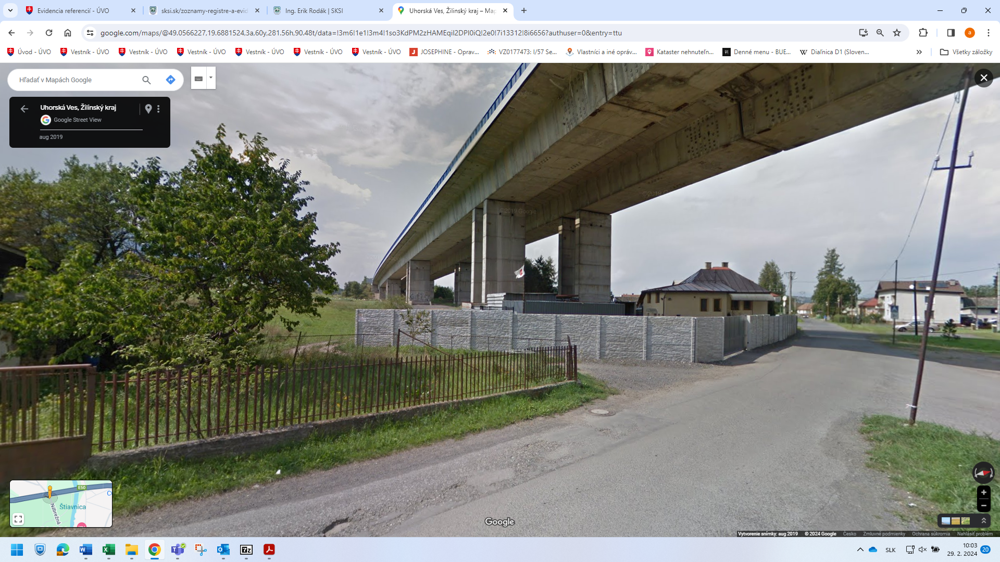 Evidencia referencií - ÚVO
sksi.sk/zoznamy-registre-a-evid
Ing. Erik Rodák | SKSI
Uhorská Ves, Žilinský kraj – Map
google.com/maps/@49.0566227,19.6881524,3a,60y,281.56h,90.48t/data=!3m6!1e1!3m4!1so3KdPM2zHAMEqiI2DPI0iQ!2e0!7i13312!8i6656?authuser=0&entry=ttu
a
Úvod - ÚVO
Vestník - ÚVO
Vestník - ÚVO
Vestník - ÚVO
Vestník - ÚVO
Vestník - ÚVO
Vestník - ÚVO
JOSEPHINE - Oprav...
VZ0177473: I/57 Se...
Vlastníci a iné opráv...
Kataster nehnuteľn...
Denné menu - BUE...
Diaľnica D1 (Sloven...
Všetky záložky
Hľadať v Mapách Google
Uhorská Ves, Žilinský kraj
Google Street View
aug 2019
©2019 Google
E50
Štiavnica
Nábrežná
Google
Vytvorenie snímky: aug 2019
© 2024 Google
Česko
Zmluvné podmienky
Ochrana súkromia
Nahlásiť problém
SLK
10:03
29. 2. 2024
20